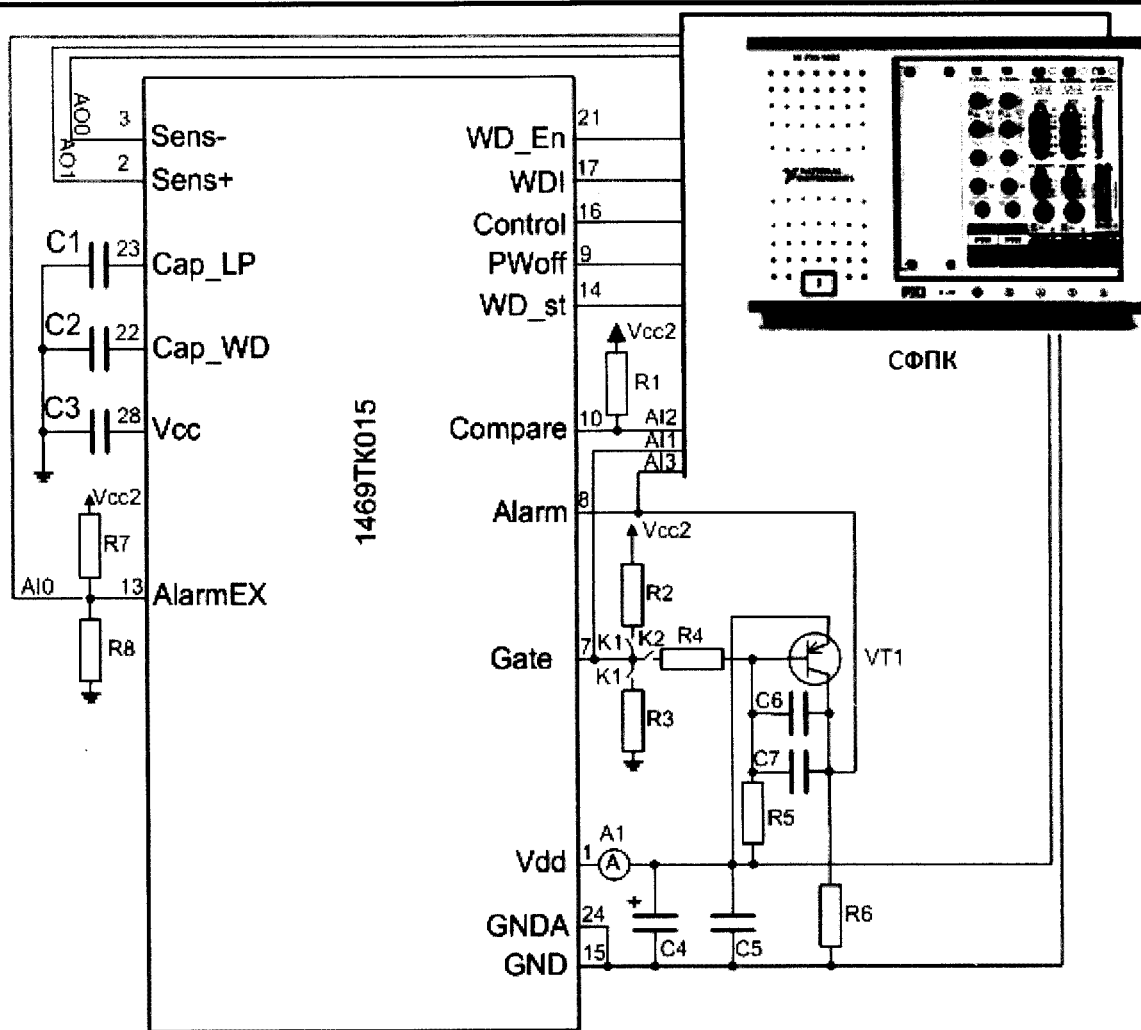 AO0
AO1
3
Sens-
2
Sens+
C1
23
Cap_LP
C2
22
Cap_WD
C3
28
Vcc
Vcc2
R7
AI0
13
AlarmEX
R8
1469TK015
21
WD_En
17
WDI
16
Control
9
PWoff
14
WD_st
Vcc2
R1
10
Compare
AI2
AI1
AI3
8
Alarm
Vcc2
R2
7
Gate
K1
K2
R4
K1
R3
VT1
C6
C7
R5
A1
A
1
Vdd
24
GNDA
15
GND
+
C4
C5
R6
СФПК